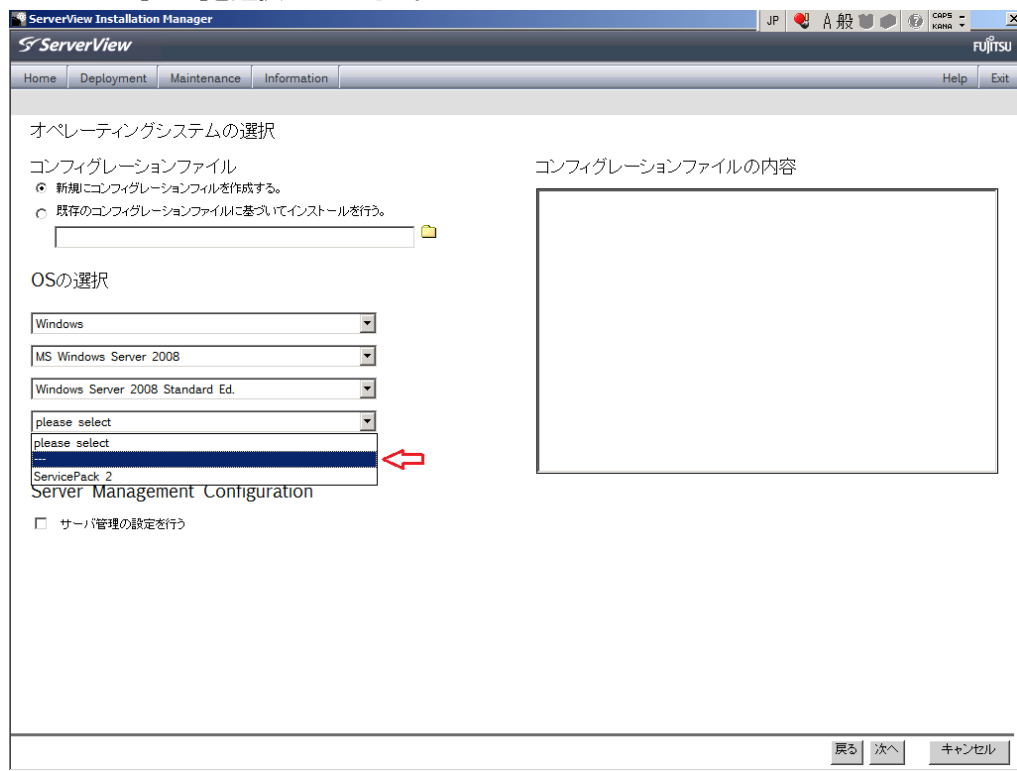 ServerView Installation Manager
JP
A 般
CAPS
KANA
ServerView
FUJITSU
Home Deployment Maintenance Information
Help Exit
オペレーティングシステムの選択
コンフィグレーションファイル
新規にコンフィグレーションフィルを作成する。
既存のコンフィグレーションファイルに基づいてインストールを行う。
コンフィグレーションファイルの内容
OSの選択
Windows
MS Windows Server 2008
Windows Server 2008 Standard Ed.
please select
please select
---
ServicePack 2
Server Management Configuration
サーバ管理の設定を行う
戻る 次へ キャンセル